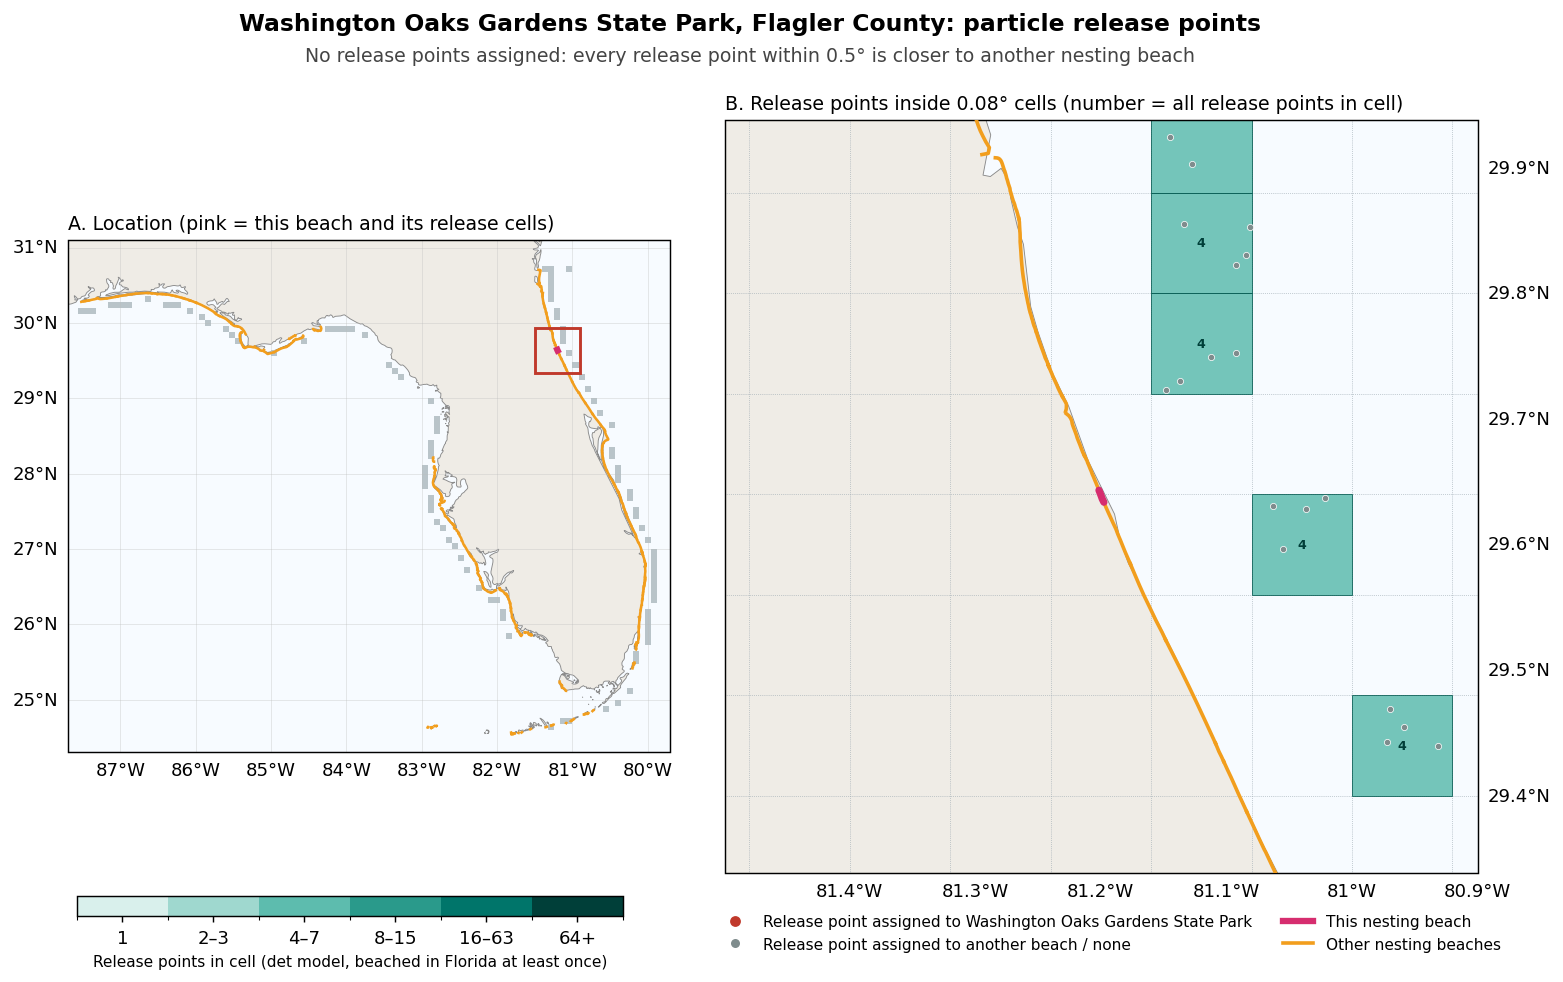 Washington Oaks Gardens State Park, Flagler County: particle release points
No release points assigned: every release point within 0.5° is closer to another nesting beach
A. Location (pink = this beach and its release cells)
31°N
30°N
29°N
28°N
27°N
26°N
25°N
87°W 86°W 85°W 84°W 83°W 82°W 81°W 80°W
B. Release points inside 0.08° cells (number = all release points in cell)
4
4
4
4
29.9°N
29.8°N
29.7°N
29.6°N
29.5°N
29.4°N
81.4°W 81.3°W 81.2°W 81.1°W 81°W 80.9°W
1 2–3 4–7 8–15 16–63 64+
Release points in cell (det model, beached in Florida at least once)
Release point assigned to Washington Oaks Gardens State Park
Release point assigned to another beach / none
This nesting beach
Other nesting beaches